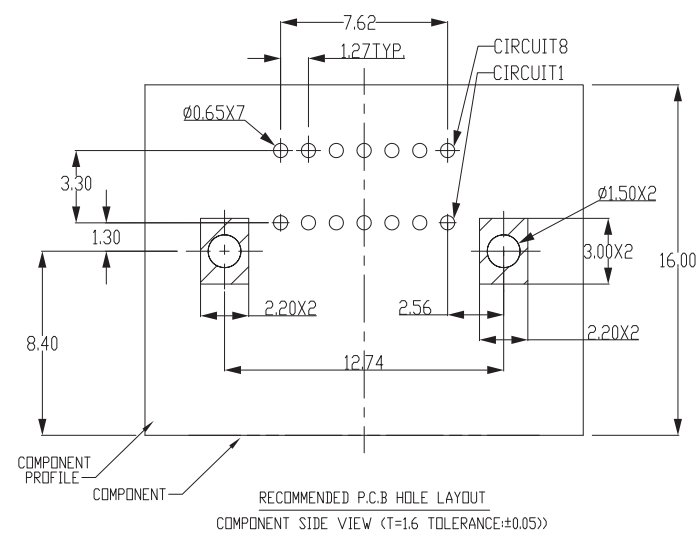 7.62
1.27TYP.
CIRCUIT8
CIRCUIT1
Ø0.65X7
3.30
1.30
Ø1.50X2
3.00X2
16.00
2.20X2
2.56
2.20X2
8.40
12.74
COMPONENT
PROFILE
COMPONENT
RECOMMENDED P.C.B HOLE LAYOUT
COMPONENT SIDE VIEW (T=1.6 TOLERANCE:±0.05))